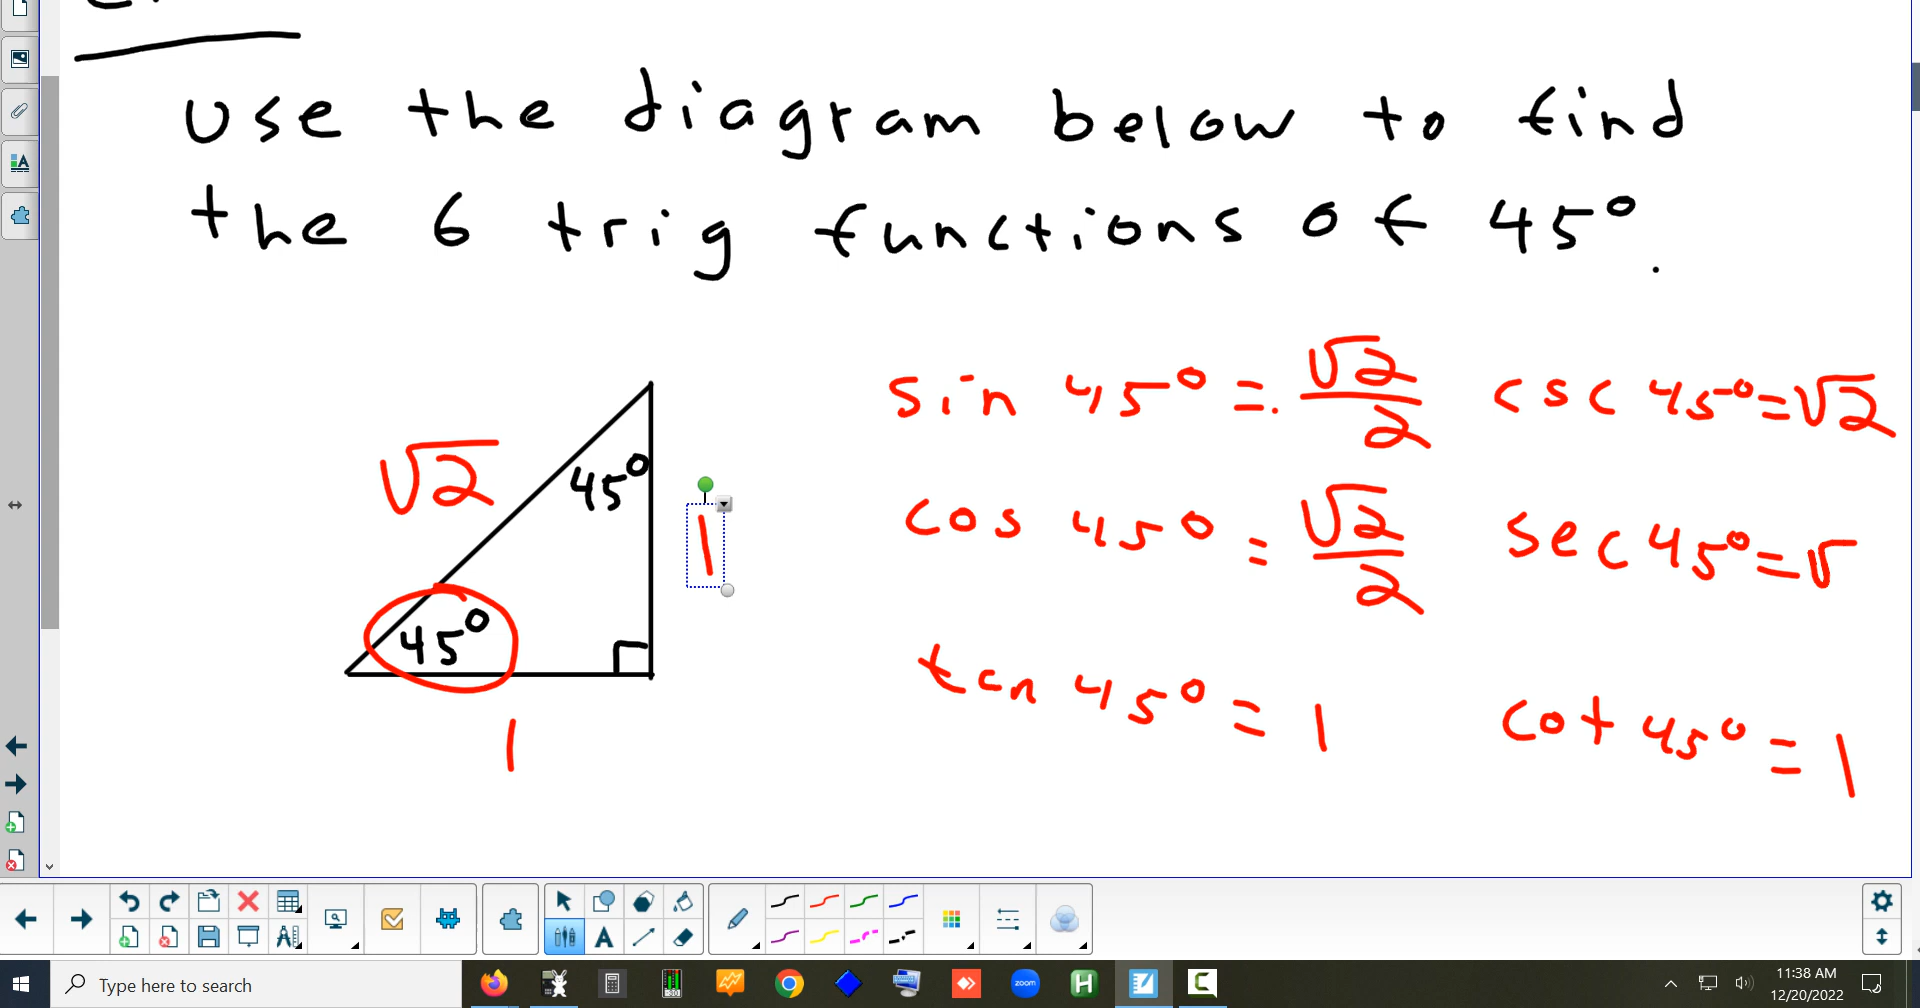 use the diagram below to find
the 6 trig functions of 45°.
√2
45°
1
45°
1
sin 45° = √2/2
csc 45° = √2
cos 45° = √2/2
sec 45° = √
tan 45° = 1
cot 45° = 1
A
Type here to search
zoom
H
C
11:38 AM
12/20/2022